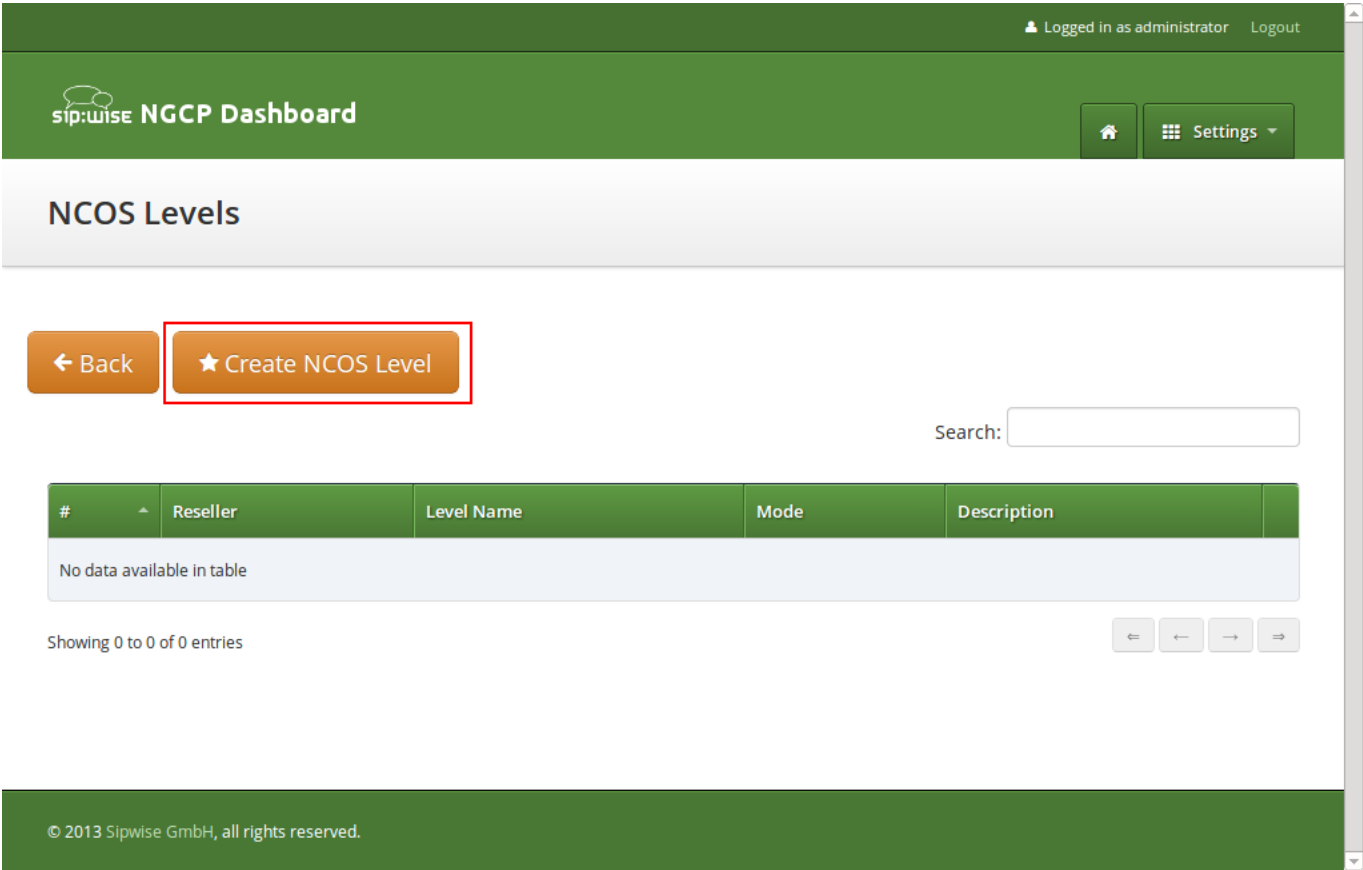 Logged in as administrator Logout
sip:wise NGCP Dashboard
Settings
NCOS Levels
Back Create NCOS Level
Search:
# Reseller Level Name Mode Description
No data available in table
Showing 0 to 0 of 0 entries ⇐ ← → ⇒
© 2013 Sipwise GmbH, all rights reserved.